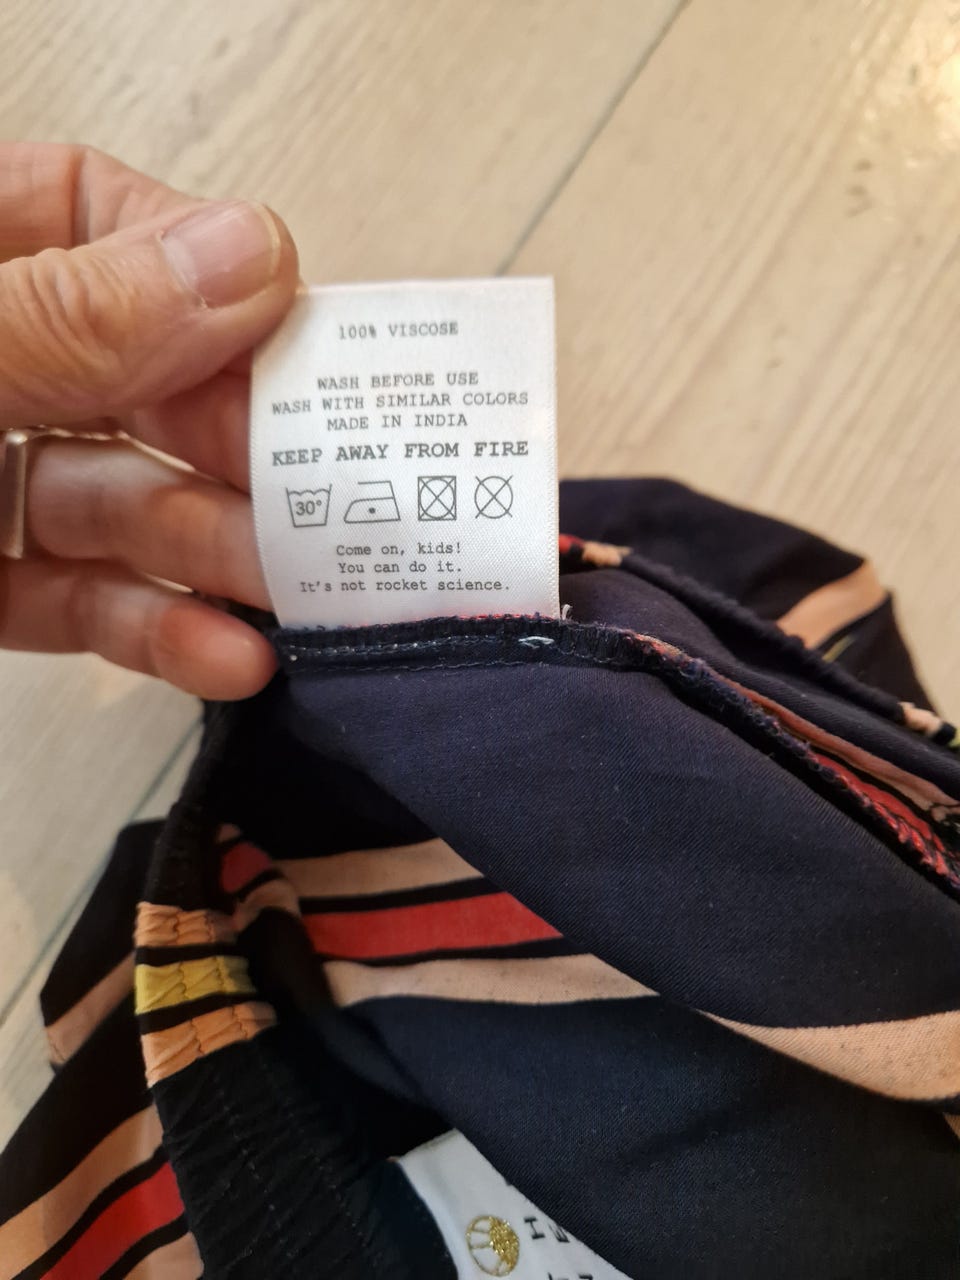 100% VISCOSE
WASH BEFORE USE
WASH WITH SIMILAR COLORS
MADE IN INDIA
KEEP AWAY FROM FIRE
30°
Come on, kids!
You can do it.
It's not rocket science.